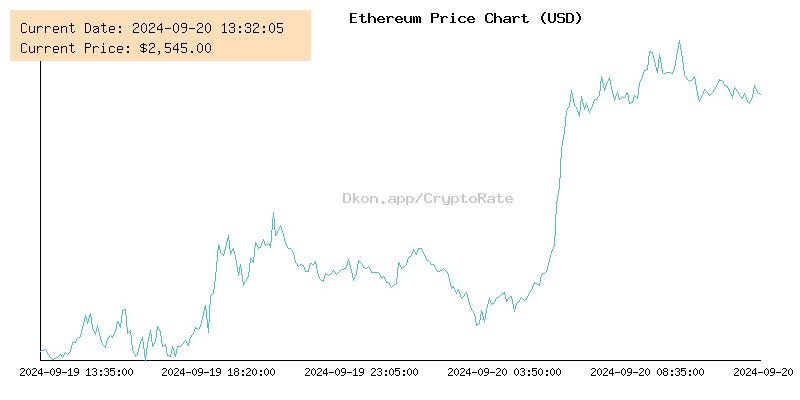 Ethereum Price Chart (USD)
Current Date: 2024-09-20 13:32:05
Current Price: $2,545.00
Dkon.app/CryptoRate
2024-09-19 13:35:00 2024-09-19 18:20:00 2024-09-19 23:05:00 2024-09-20 03:50:00 2024-09-20 08:35:00 2024-09-20